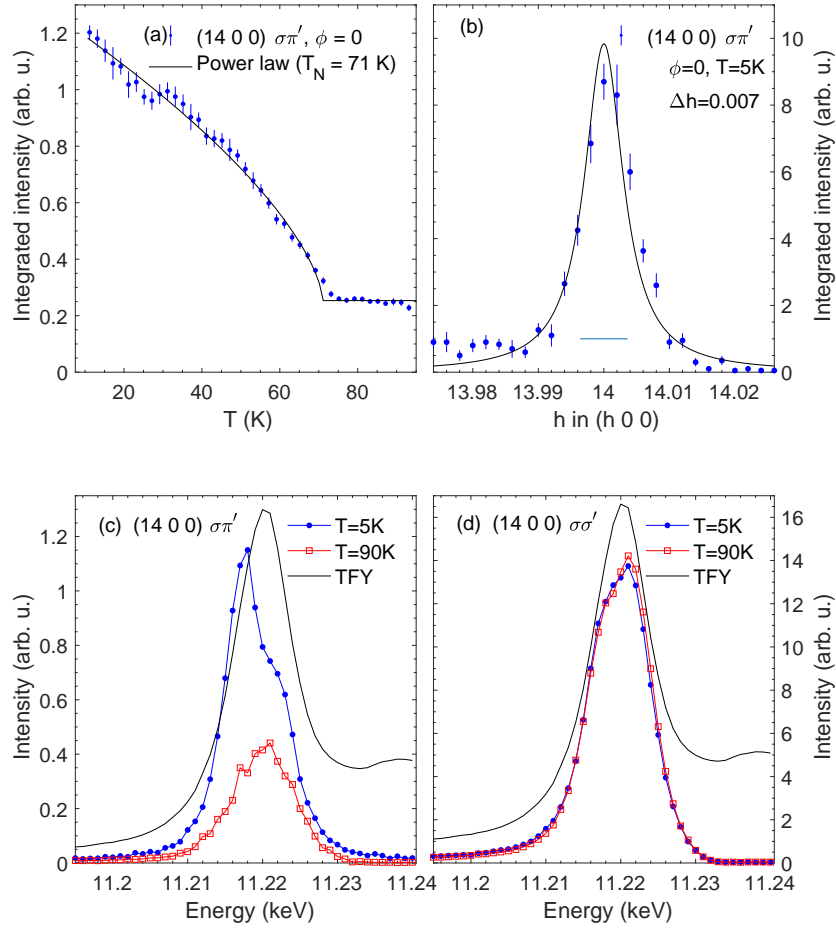 (a) (14 0 0) σπ′, ϕ = 0
Power law (T_N = 71 K)
Integrated intensity (arb. u.)
1.2
1
0.8
0.6
0.4
0.2
0
20 40 60 80
T (K)
(b) (14 0 0) σπ′
ϕ=0, T=5K
Δh=0.007
10
8
6
4
2
0
Integrated intensity (arb. u.)
13.98 13.99 14 14.01 14.02
h in (h 0 0)
(c) (14 0 0) σπ′
T=5K
T=90K
TFY
Intensity (arb. u.)
1.2
1
0.8
0.6
0.4
0.2
0
11.2 11.21 11.22 11.23 11.24
Energy (keV)
(d) (14 0 0) σσ′
T=5K
T=90K
TFY
16
14
12
10
8
6
4
2
0
Intensity (arb. u.)
11.2 11.21 11.22 11.23 11.24
Energy (keV)